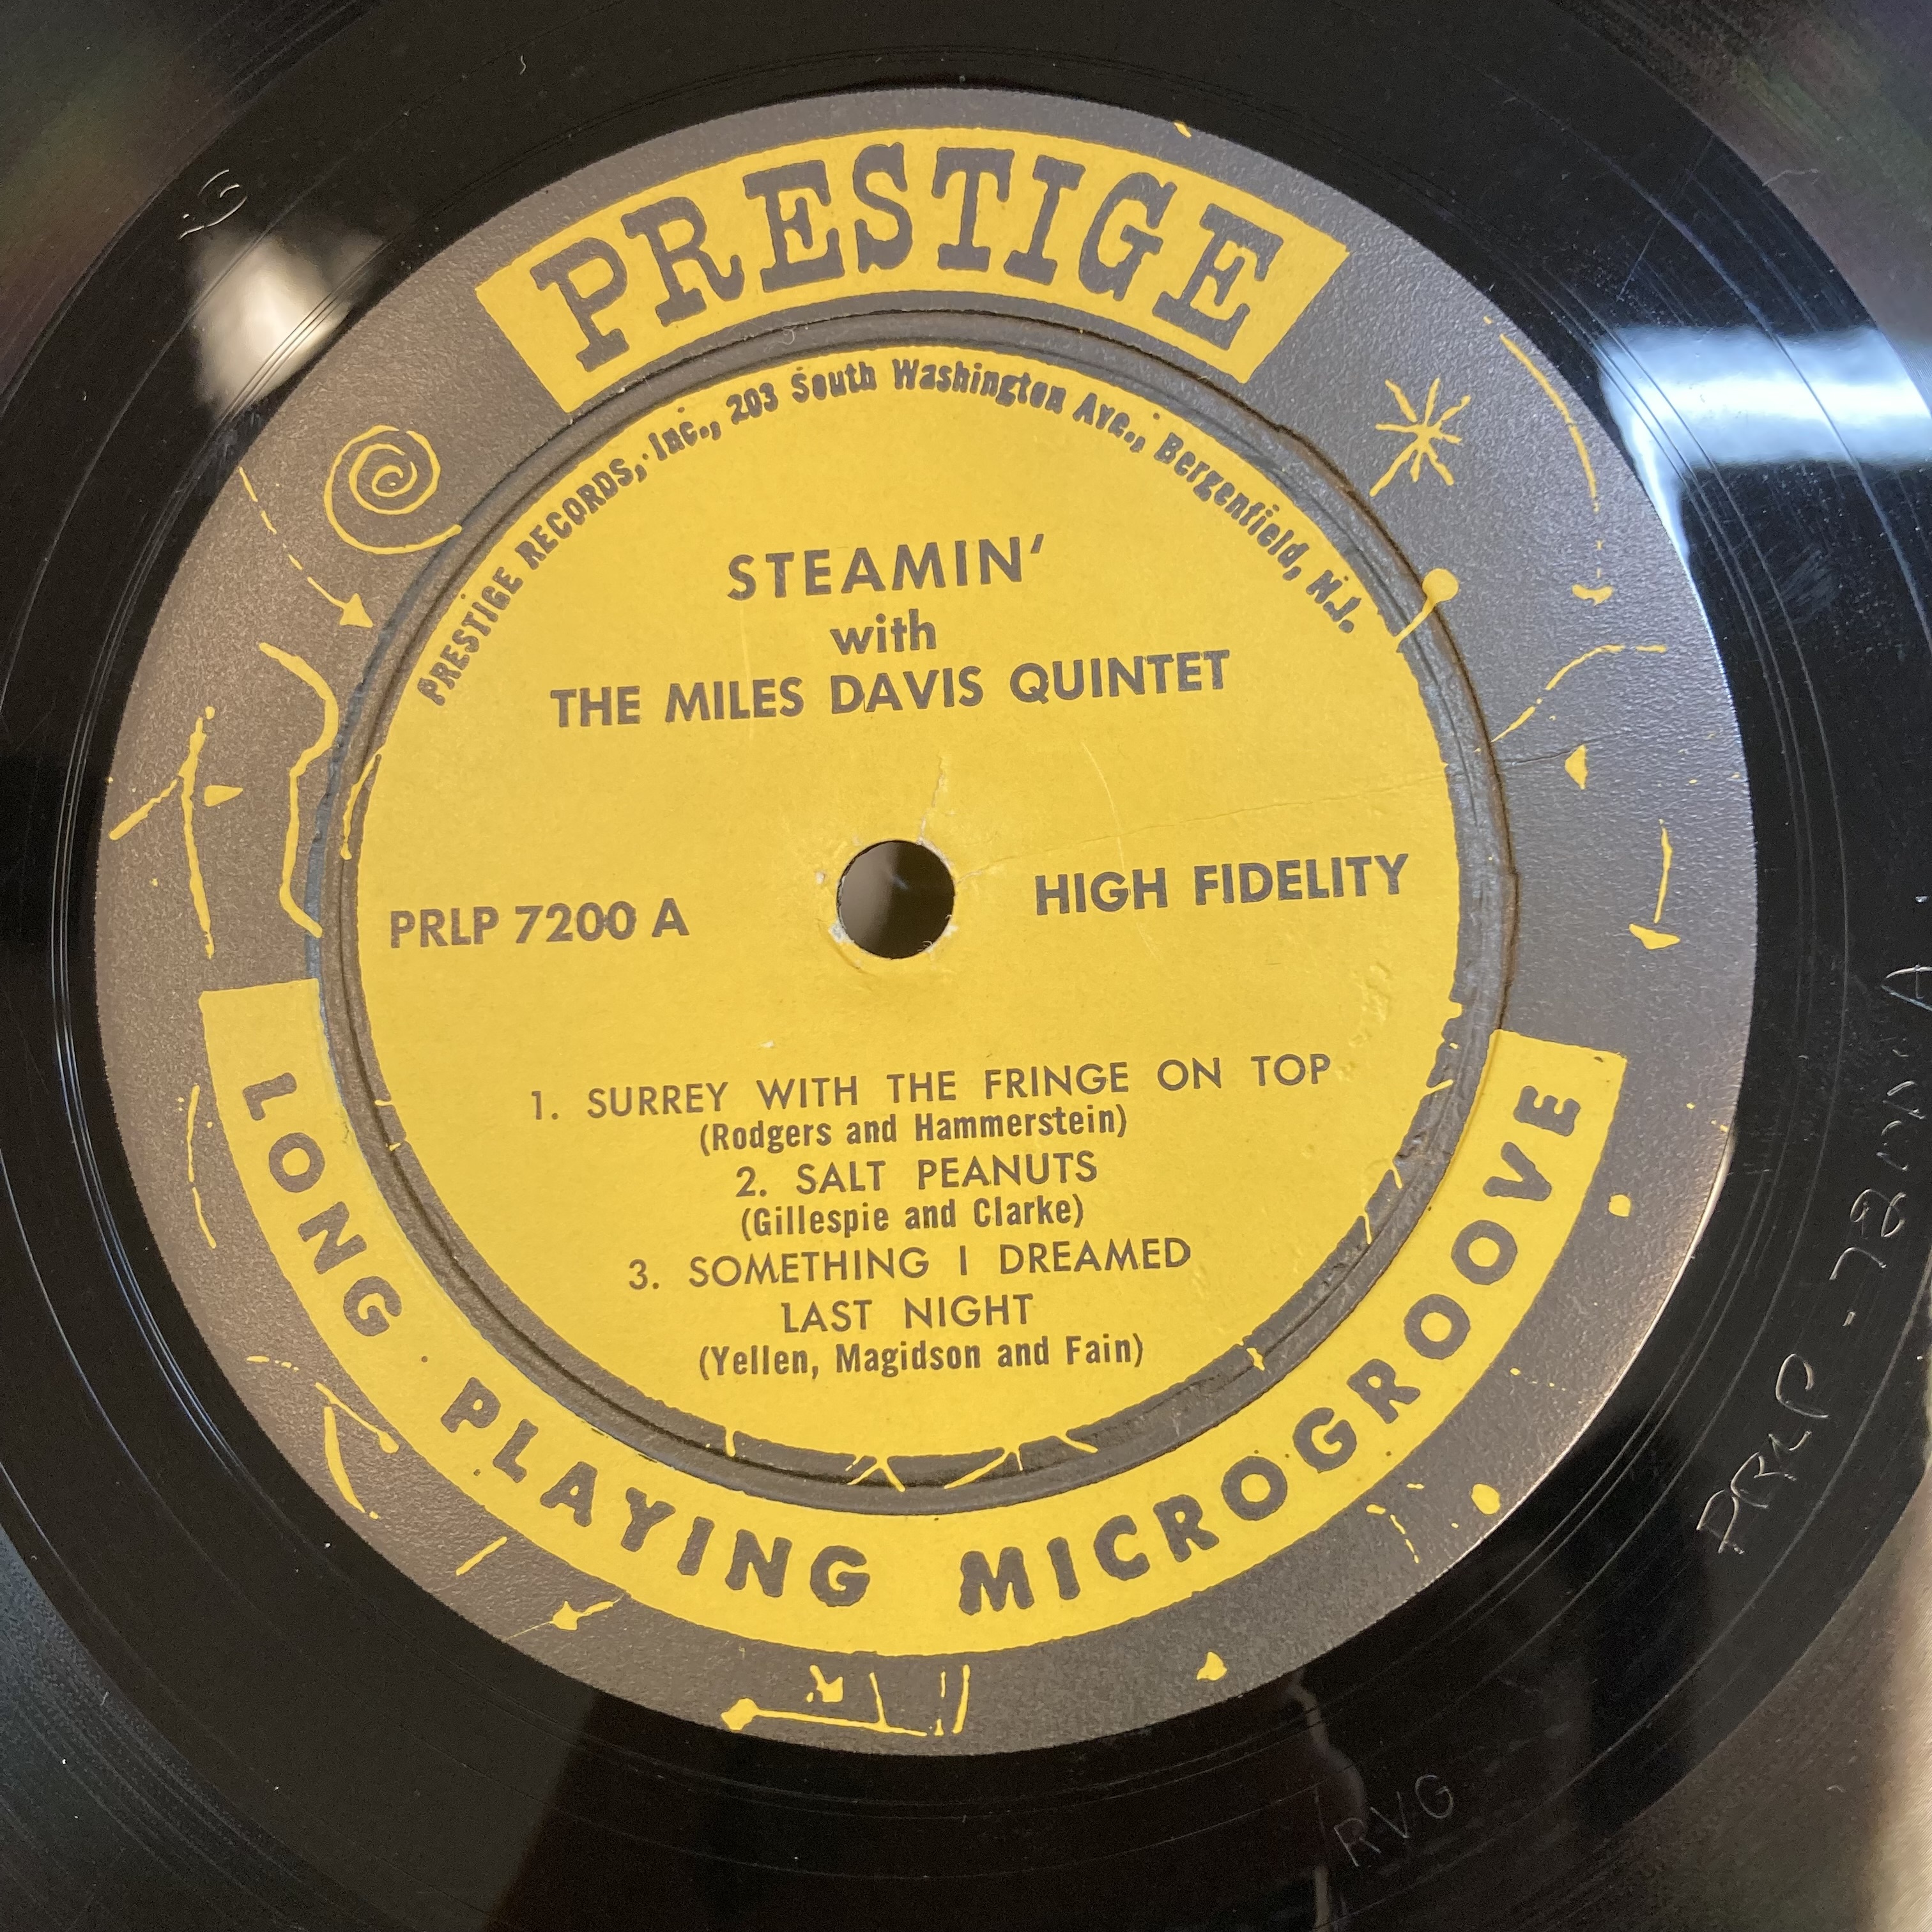 PRESTIGE
PRESTIGE RECORDS, Inc., 203 South Washington Ave., Bergenfield, N.J.
STEAMIN'
with
THE MILES DAVIS QUINTET
PRLP 7200 A
HIGH FIDELITY
1. SURREY WITH THE FRINGE ON TOP
(Rodgers and Hammerstein)
2. SALT PEANUTS
(Gillespie and Clarke)
3. SOMETHING I DREAMED
LAST NIGHT
(Yellen, Magidson and Fain)
LONG PLAYING MICROGROOVE
RVG
PRLP